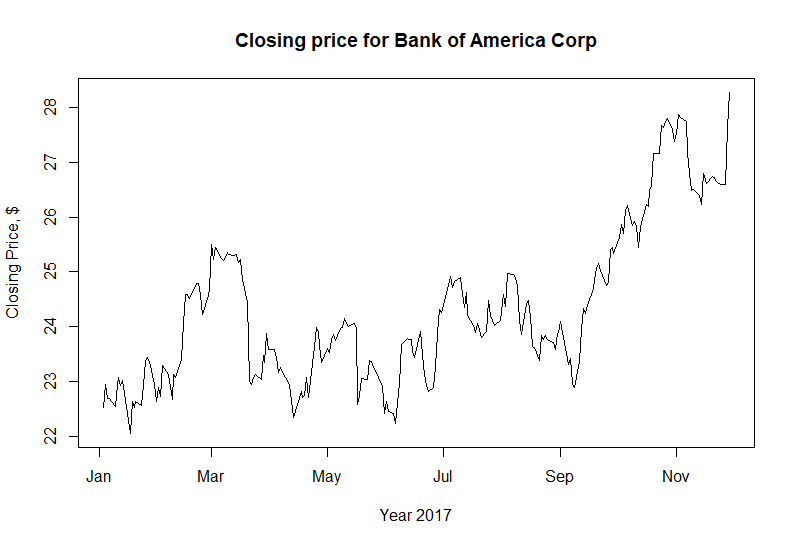 Closing price for Bank of America Corp
Closing Price, $
28
27
26
25
24
23
22
Jan Mar May Jul Sep Nov
Year 2017